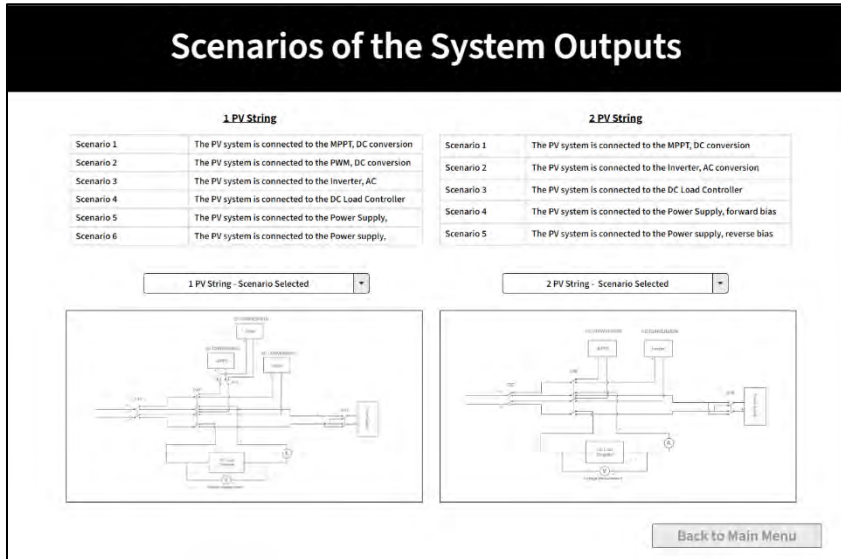 Scenarios of the System Outputs
1 PV String
Scenario 1 The PV system is connected to the MPPT, DC conversion
Scenario 2 The PV system is connected to the PWM, DC conversion
Scenario 3 The PV system is connected to the Inverter, AC
Scenario 4 The PV system is connected to the DC Load Controller
Scenario 5 The PV system is connected to the Power Supply,
Scenario 6 The PV system is connected to the Power supply,
1 PV String - Scenario Selected
2 PV String
Scenario 1 The PV system is connected to the MPPT, DC conversion
Scenario 2 The PV system is connected to the Inverter, AC conversion
Scenario 3 The PV system is connected to the DC Load Controller
Scenario 4 The PV system is connected to the Power Supply, forward bias
Scenario 5 The PV system is connected to the Power supply, reverse bias
2 PV String - Scenario Selected
A
V
A
V
Back to Main Menu